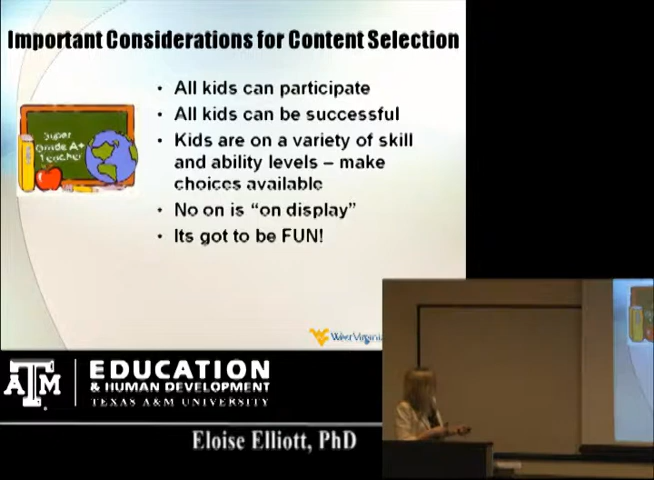 Important Considerations for Content Selection
• All kids can participate
• All kids can be successful
• Kids are on a variety of skill
and ability levels – make
choices available
• No on is “on display”
• Its got to be FUN!
Super
Grade A+
Teacher
West Virginia
ATM
EDUCATION
& HUMAN DEVELOPMENT
TEXAS A&M UNIVERSITY
Eloise Elliott, PhD